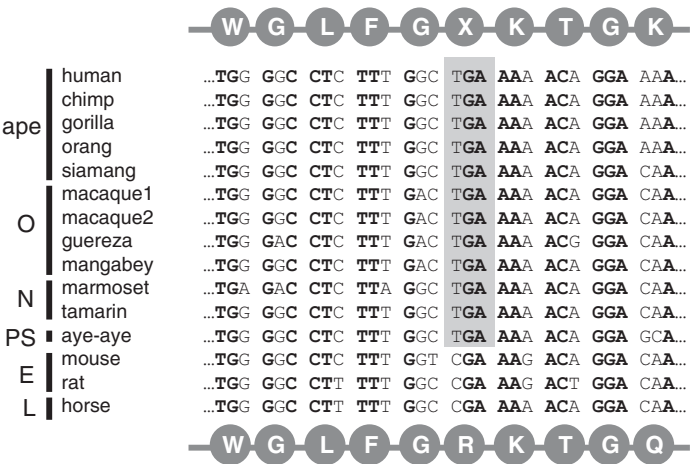 W G L F G X K T G K
ape
human ...TGG GGC CTC TTT GGC TGA AAA ACA GGA AAA...
chimp ...TGG GGC CTC TTT GGC TGA AAA ACA GGA AAA...
gorilla ...TGG GGC CTC TTT GGC TGA AAA ACA GGA AAA...
orang ...TGG GGC CTC TTT GGC TGA AAA ACA GGA AAA...
siamang ...TGG GGC CTC TTT GGC TGA AAA ACA GGA CAA...
O
macaque1 ...TGG GGC CTC TTT GAC TGA AAA ACA GGA CAA...
macaque2 ...TGG GGC CTC TTT GAC TGA AAA ACA GGA CAA...
guereza ...TGG GAC CTC TTT GAC TGA AAA ACG GGA CAA...
mangabey ...TGG GGC CTC TTT GAC TGA AAA ACA GGA CAA...
N
marmoset ...TGA GAC CTC TTA GGC TGA AAA ACA GGA CAA...
tamarin ...TGG GGC CTC TTT GGC TGA AAA ACA GGA CAA...
PS
aye-aye ...TGG GGC CTC TTT GGC TGA AAA ACA GGA GCA...
E
mouse ...TGG GGC CTC TTT GGT CGA AAG ACA GGA CAA...
rat ...TGG GGC CTT TTT GGC CGA AAG ACT GGA CAA...
L
horse ...TGG GGC CTT TTT GGC CGA AAA ACA GGA CAA...
W G L F G R K T G Q